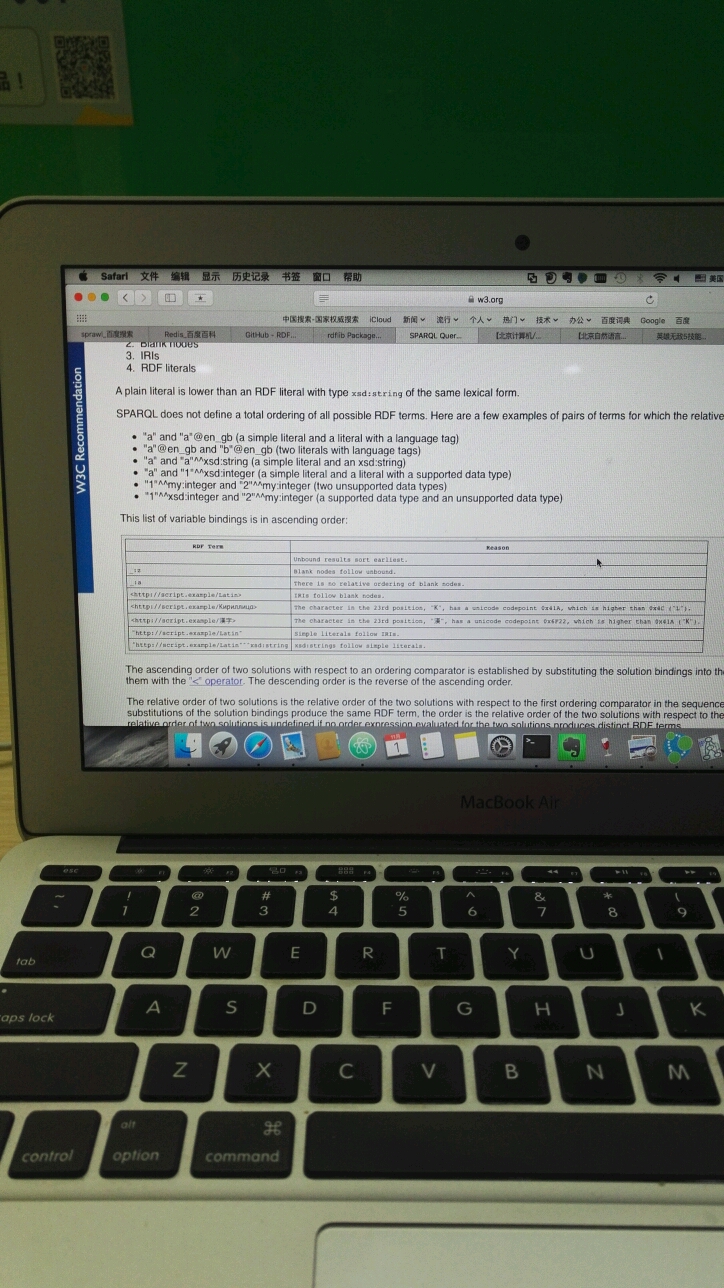 品！
Safari 文件 编辑 显示 历史记录 书签 窗口 帮助
w3.org
中国搜索-国家权威搜索 iCloud 新闻 流行 个人 热门 技术 办公 百度词典 Google 百度
sprawl_百度搜索 Redis_百度百科 GitHub - RDF... rdflib Package... SPARQL Quer... 【北京计算机/... 【北京自然语言... 英雄无敌5技能...
W3C Recommendation
2. Blank nodes
3. IRIs
4. RDF literals
A plain literal is lower than an RDF literal with type xsd:string of the same lexical form.
SPARQL does not define a total ordering of all possible RDF terms. Here are a few examples of pairs of terms for which the relative
• "a" and "a"@en_gb (a simple literal and a literal with a language tag)
• "a"@en_gb and "b"@en_gb (two literals with language tags)
• "a" and "a"^^xsd:string (a simple literal and an xsd:string)
• "a" and "1"^^xsd:integer (a simple literal and a literal with a supported data type)
• "1"^^my:integer and "2"^^my:integer (two unsupported data types)
• "1"^^xsd:integer and "2"^^my:integer (a supported data type and an unsupported data type)
This list of variable bindings is in ascending order:
RDF Term Reason
Unbound results sort earliest.
_:z Blank nodes follow unbound.
_:a There is no relative ordering of blank nodes.
<http://script.example/Latin> IRIs follow blank nodes.
<http://script.example/Кириллица> The character in the 23rd position, "К", has a unicode codepoint 0x41A, which is higher than 0x4C ("L").
<http://script.example/漢字> The character in the 23rd position, "漢", has a unicode codepoint 0x6F22, which is higher than 0x41A ("К").
"http://script.example/Latin" Simple literals follow IRIs.
"http://script.example/Latin"^^xsd:string xsd:strings follow simple literals.
The ascending order of two solutions with respect to an ordering comparator is established by substituting the solution bindings into the
them with the "<" operator. The descending order is the reverse of the ascending order.
The relative order of two solutions is the relative order of the two solutions with respect to the first ordering comparator in the sequence
substitutions of the solution bindings produce the same RDF term, the order is the relative order of the two solutions with respect to the
relative order of two solutions is undefined if no order expression evaluated for the two solutions produces distinct RDF terms.
1
MacBook Air
esc F1 F2 F3 F4 F5 F6 F7 F8 F9
~ ` ! 1 @ 2 # 3 $ 4 % 5 ^ 6 & 7 * 8 ( 9
tab Q W E R T Y U I
caps lock A S D F G H J K
Z X C V B N M
control alt option ⌘ command